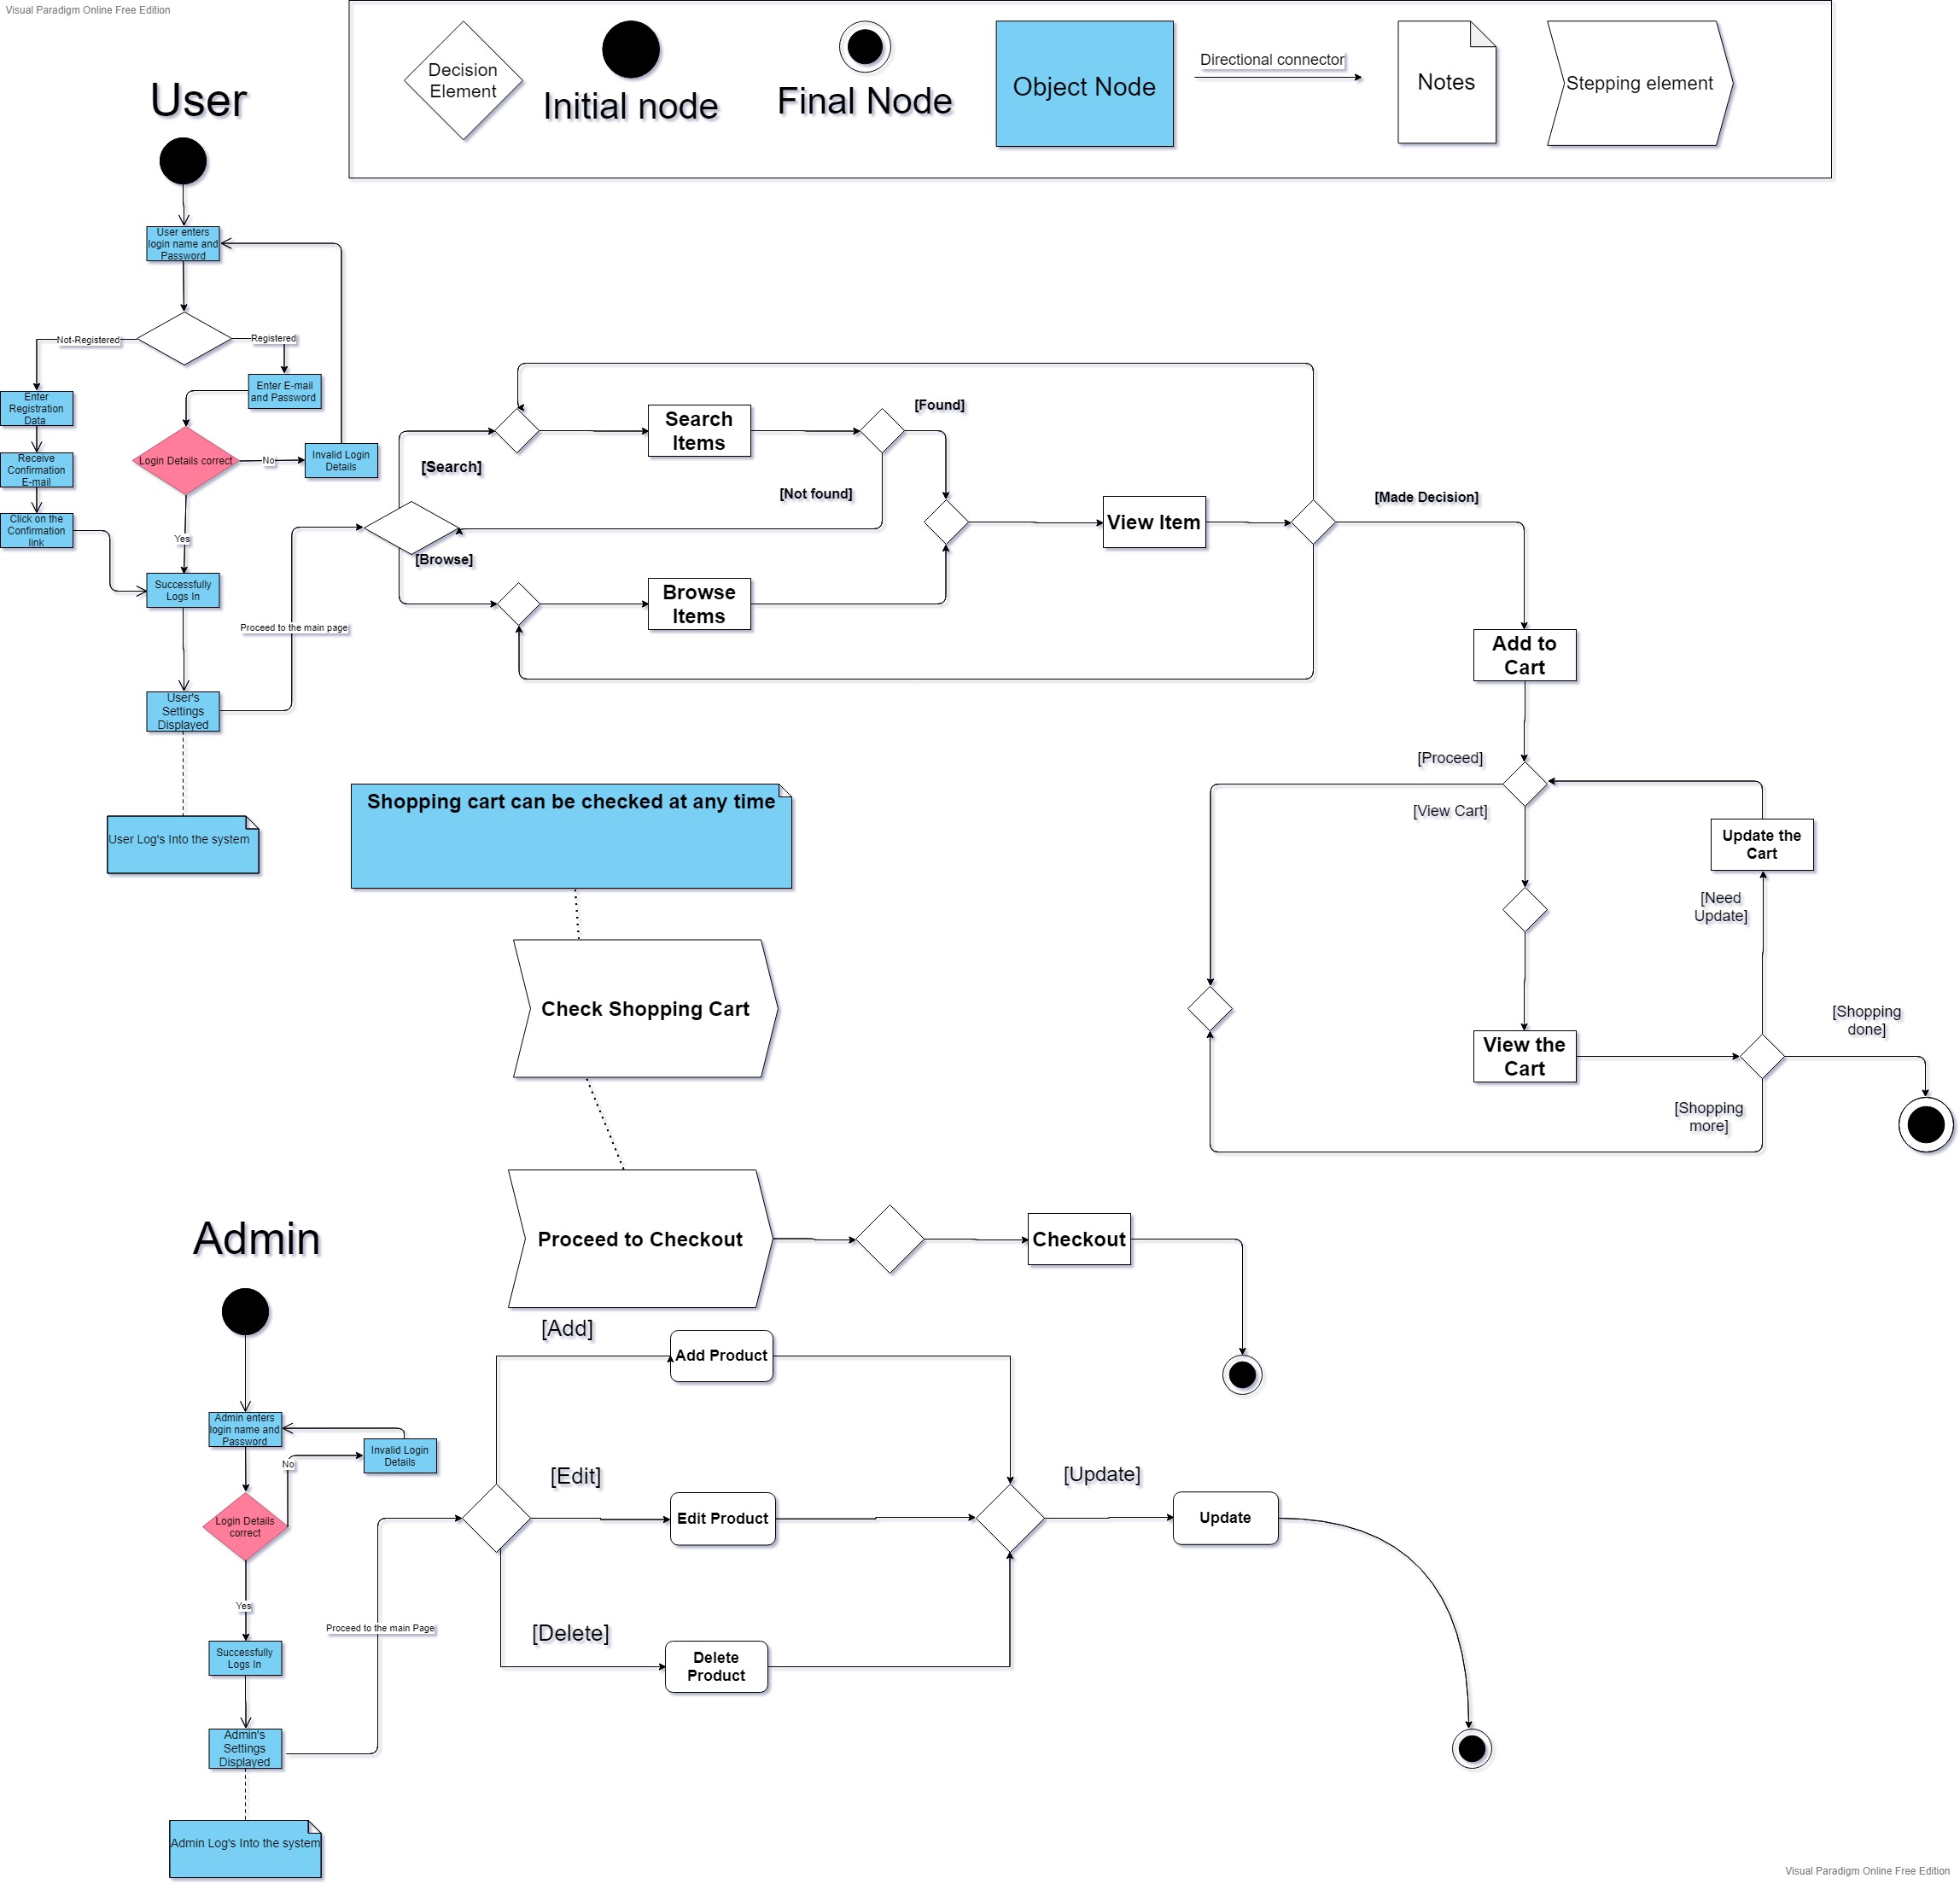 Visual Paradigm Online Free Edition
Decision
Element
Initial node
Final Node
Object Node
Directional connector
Notes
Stepping element
User
User enters
login name and
Password
Not-Registered
Registered
Enter
Registration
Data
Enter E-mail
and Password
Receive
Confirmation
E-mail
Login Details correct
No
Invalid Login
Details
Click on the
Confirmation
link
Yes
Successfully
Logs In
Proceed to the main page
User's
Settings
Displayed
User Log's Into the system
[Search]
[Browse]
Search
Items
[Found]
[Not found]
Browse
Items
View Item
[Made Decision]
Add to
Cart
[Proceed]
[View Cart]
Update the
Cart
[Need
Update]
View the
Cart
[Shopping
done]
[Shopping
more]
Shopping cart can be checked at any time
Check Shopping Cart
Proceed to Checkout
Checkout
Admin
Admin enters
login name and
Password
Invalid Login
Details
No
Login Details
correct
Yes
Successfully
Logs In
Proceed to the main Page
Admin's
Settings
Displayed
Admin Log's Into the system
[Add]
Add Product
[Edit]
Edit Product
[Delete]
Delete
Product
[Update]
Update
Visual Paradigm Online Free Edition